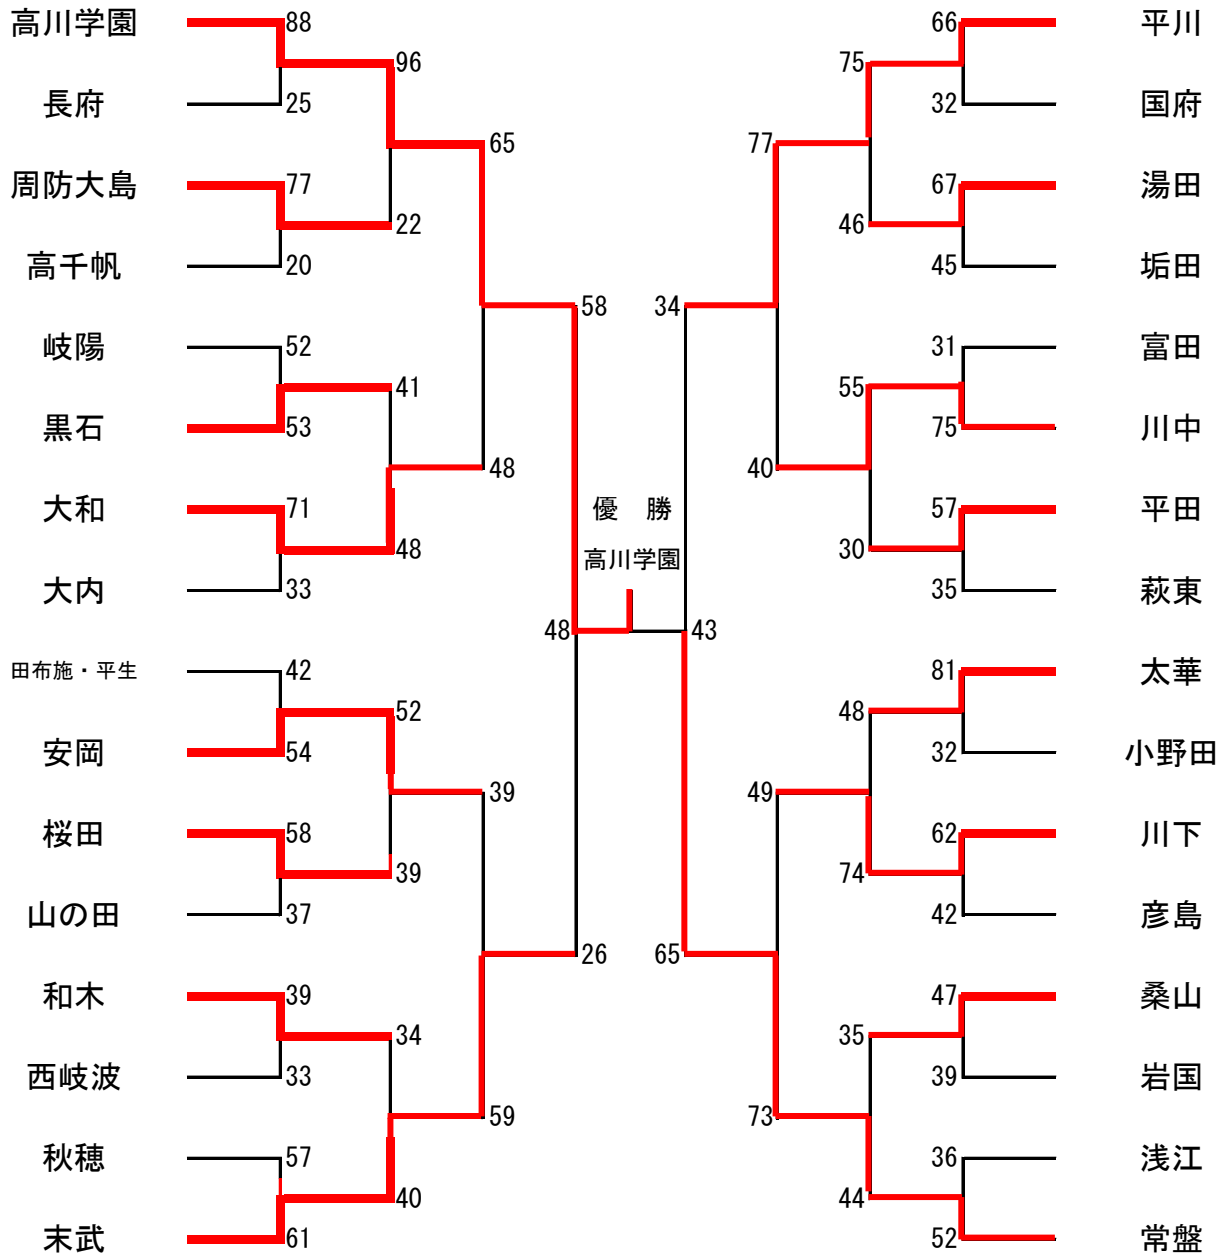 高川学園 88 66 平川
96 75
長府 25 32 国府
65 77
周防大島 77 67 湯田
22 46
高千帆 20 45 垢田
58 34
岐陽 52 31 富田
41 55
黒石 53 75 川中
48 40
大和 71 優 勝 57 平田
48 30
高川学園
大内 33 35 萩東
48 43
田布施・平生 42 81 太華
52 48
安岡 54 32 小野田
39 49
桜田 58 62 川下
39 74
山の田 37 42 彦島
26 65
和木 39 47 桑山
34 35
西岐波 33 39 岩国
59 73
秋穂 57 36 浅江
40 44
末武 61 52 常盤